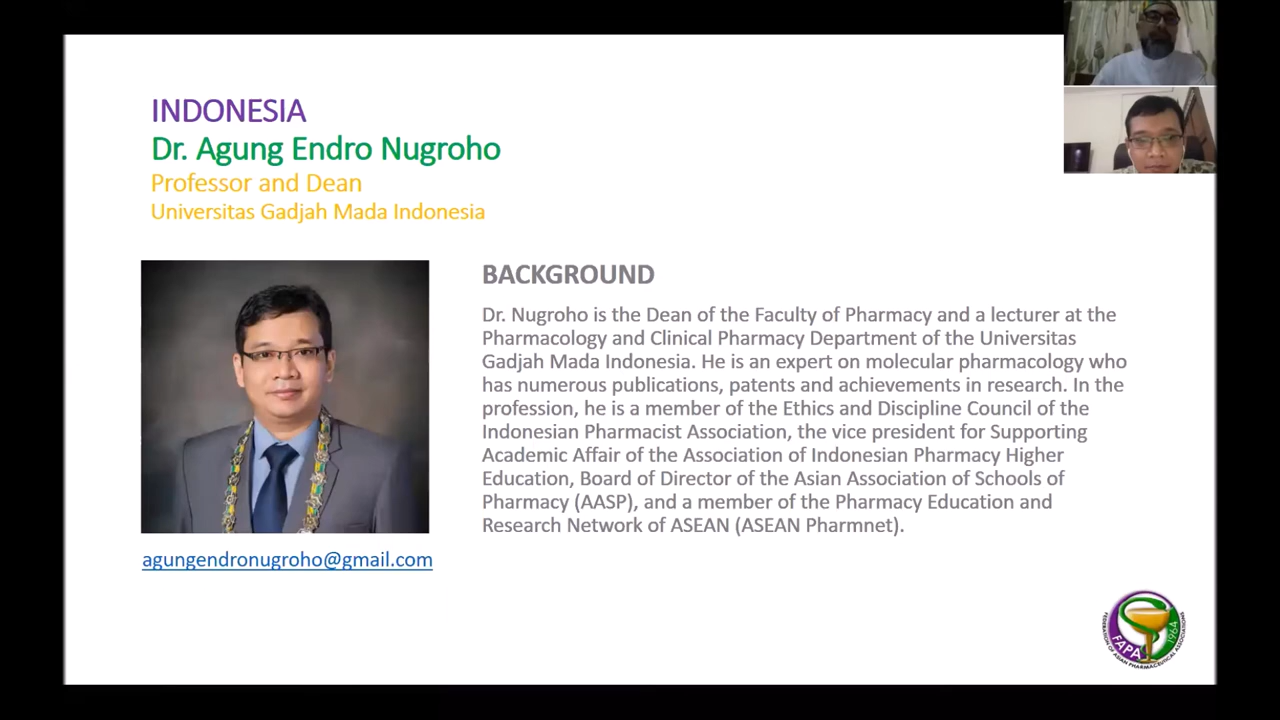 INDONESIA
Dr. Agung Endro Nugroho
Professor and Dean
Universitas Gadjah Mada Indonesia
BACKGROUND
Dr. Nugroho is the Dean of the Faculty of Pharmacy and a lecturer at the
Pharmacology and Clinical Pharmacy Department of the Universitas
Gadjah Mada Indonesia. He is an expert on molecular pharmacology who
has numerous publications, patents and achievements in research. In the
profession, he is a member of the Ethics and Discipline Council of the
Indonesian Pharmacist Association, the vice president for Supporting
Academic Affair of the Association of Indonesian Pharmacy Higher
Education, Board of Director of the Asian Association of Schools of
Pharmacy (AASP), and a member of the Pharmacy Education and
Research Network of ASEAN (ASEAN Pharmnet).
agungendronugroho@gmail.com
FAPA 1964
FEDERATION OF ASIAN PHARMACEUTICAL ASSOCIATIONS